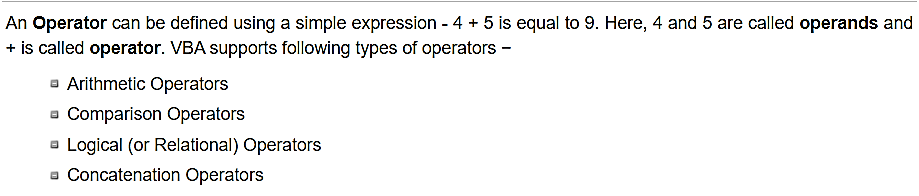 An Operator can be defined using a simple expression - 4 + 5 is equal to 9. Here, 4 and 5 are called operands and
+ is called operator. VBA supports following types of operators −
Arithmetic Operators
Comparison Operators
Logical (or Relational) Operators
Concatenation Operators